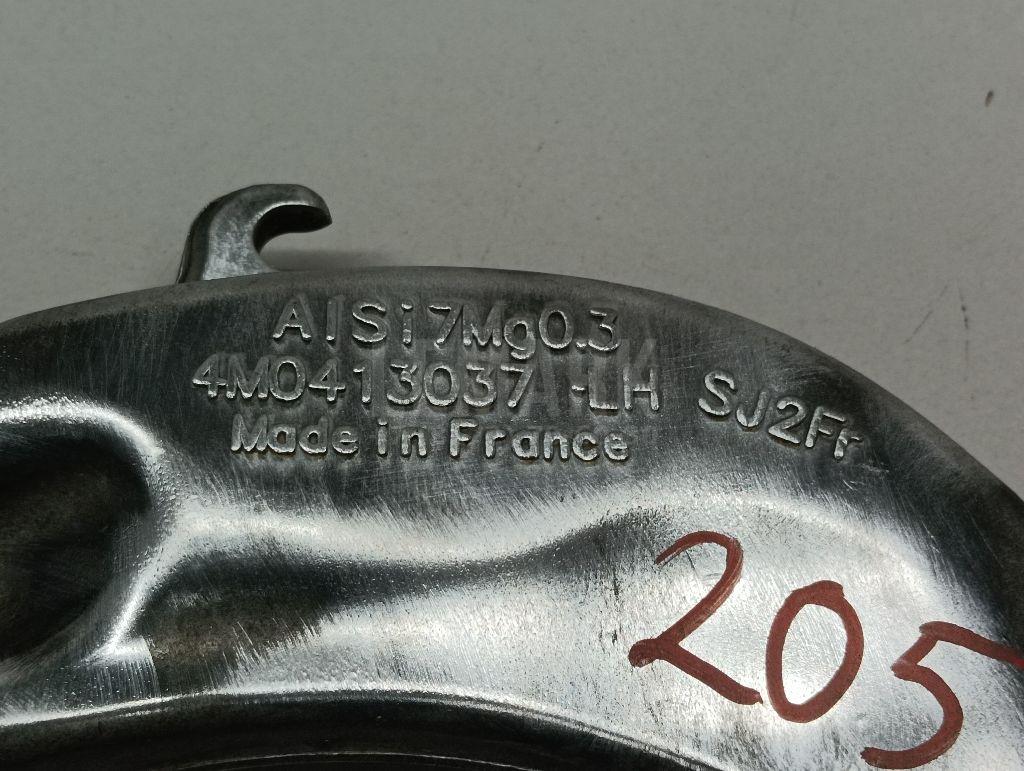 AlSi7Mg0.3
4M0413037 -LH
Made in France
SJ2Fr
205